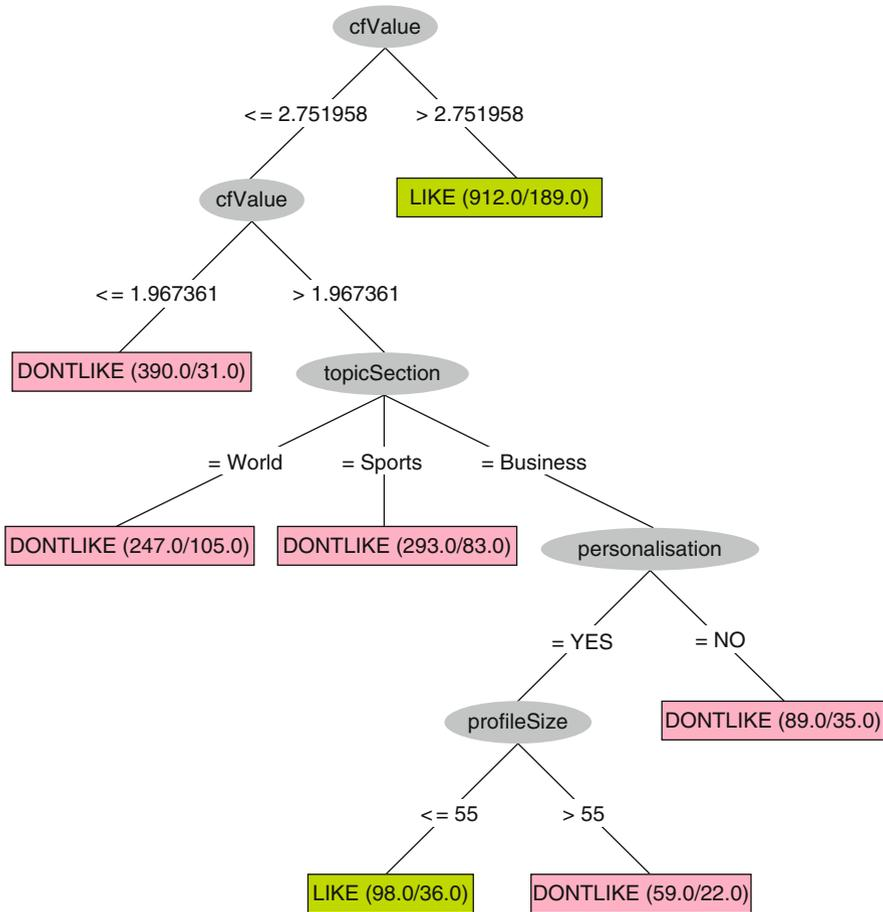 cfValue
<= 2.751958
> 2.751958
cfValue
LIKE (912.0/189.0)
<= 1.967361
> 1.967361
DONTLIKE (390.0/31.0)
topicSection
= World
= Sports
= Business
DONTLIKE (247.0/105.0)
DONTLIKE (293.0/83.0)
personalisation
= YES
= NO
profileSize
DONTLIKE (89.0/35.0)
<= 55
> 55
LIKE (98.0/36.0)
DONTLIKE (59.0/22.0)